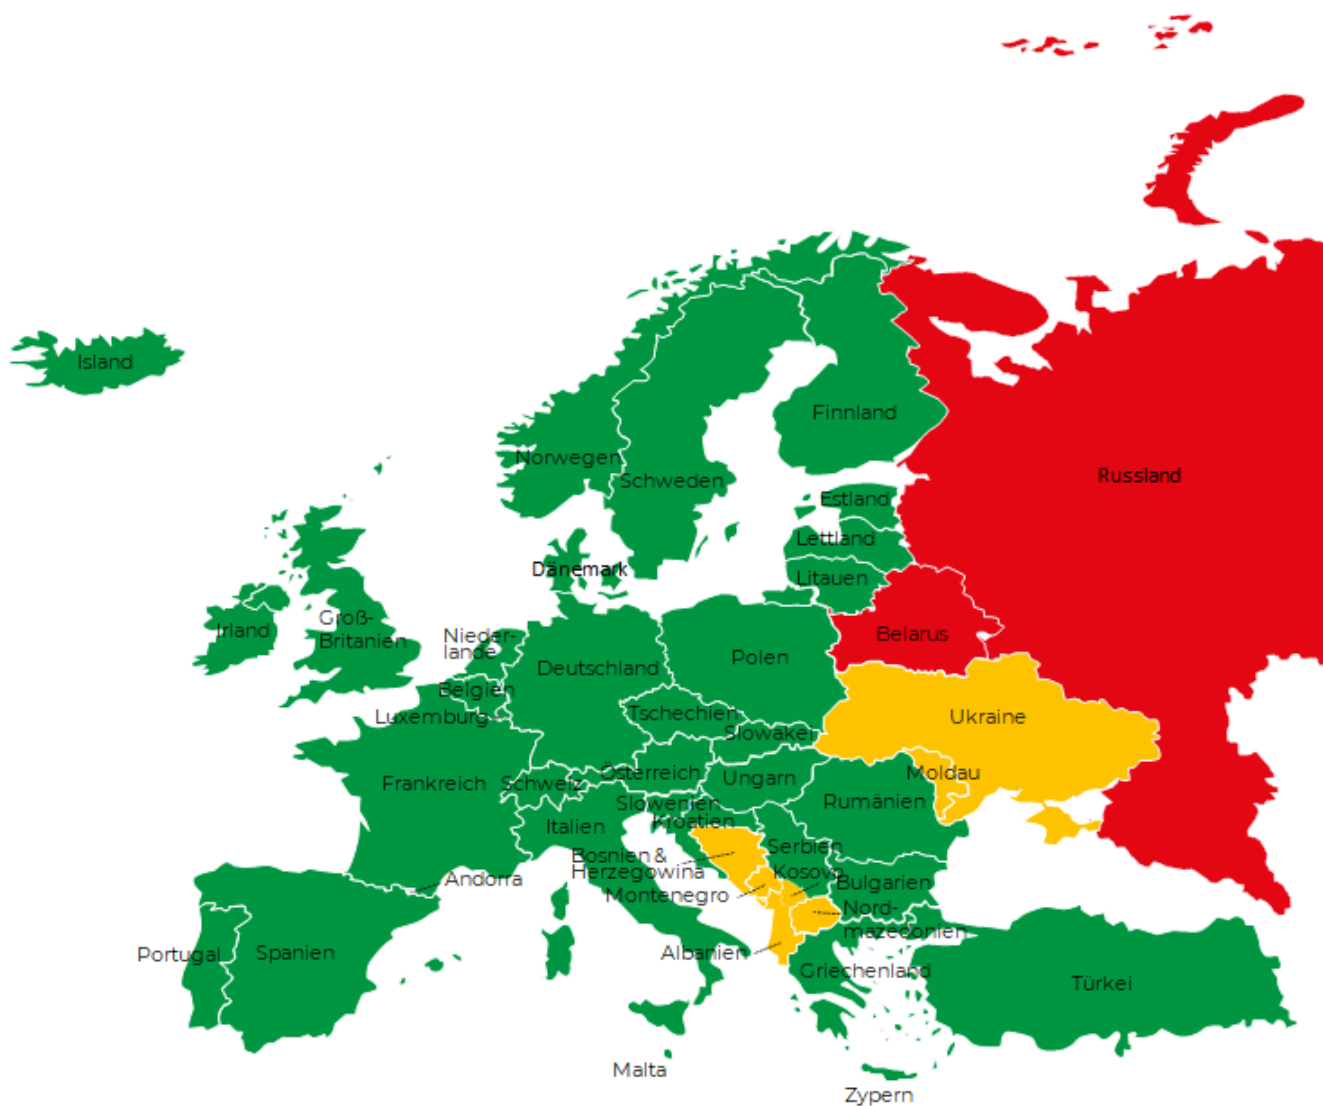 Island
Finnland
Norwegen
Russland
Schweden
Estland
Lettland
Dänemark
Litauen
Groß-
Britanien
Irland
Nieder-
lande
Belarus
Deutschland
Polen
Belgien
Luxemburg
Tschechien
Ukraine
Slowakei
Österreich
Moldau
Frankreich
Schweiz
Ungarn
Slowenien
Rumänien
Kroatien
Italien
Serbien
Bosnien &
Herzegowina
Kosovo
Andorra
Bulgarien
Montenegro
Nord-
mazedonien
Portugal
Spanien
Albanien
Griechenland
Türkei
Malta
Zypern